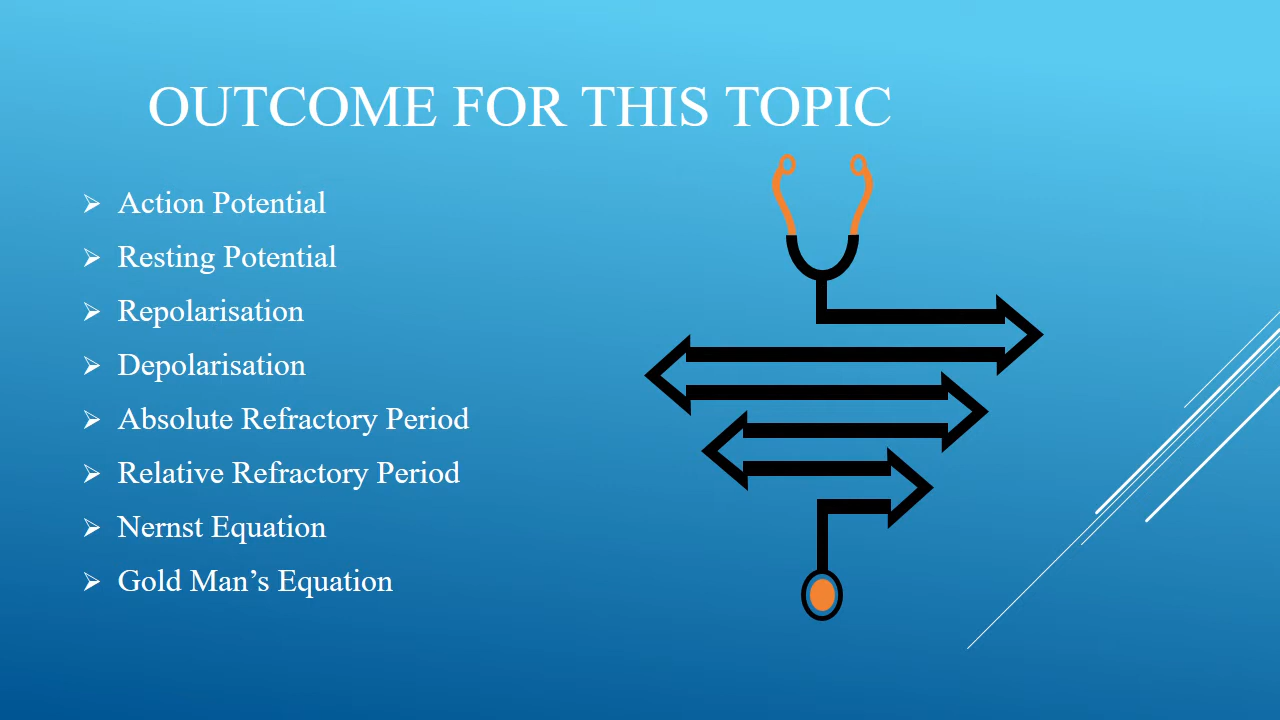 OUTCOME FOR THIS TOPIC
Action Potential
Resting Potential
Repolarisation
Depolarisation
Absolute Refractory Period
Relative Refractory Period
Nernst Equation
Gold Man’s Equation